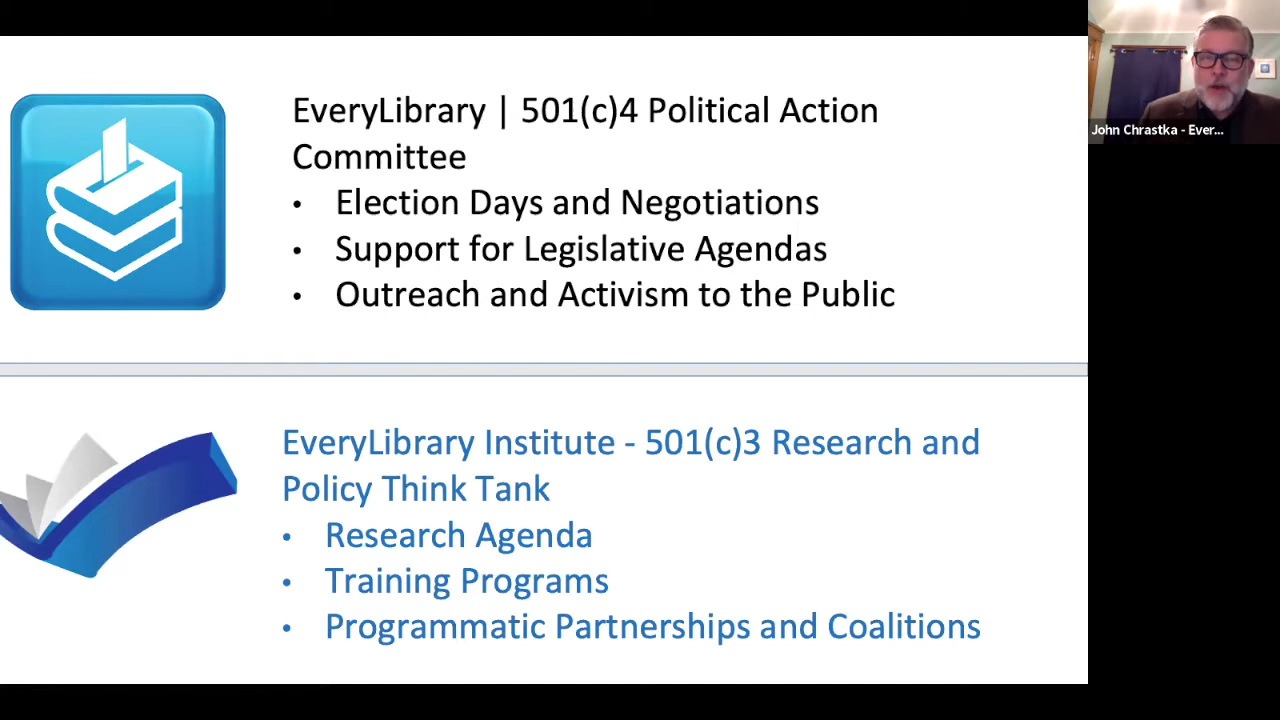 EveryLibrary | 501(c)4 Political Action
Committee
• Election Days and Negotiations
• Support for Legislative Agendas
• Outreach and Activism to the Public
EveryLibrary Institute - 501(c)3 Research and
Policy Think Tank
• Research Agenda
• Training Programs
• Programmatic Partnerships and Coalitions
John Chrastka - Ever...